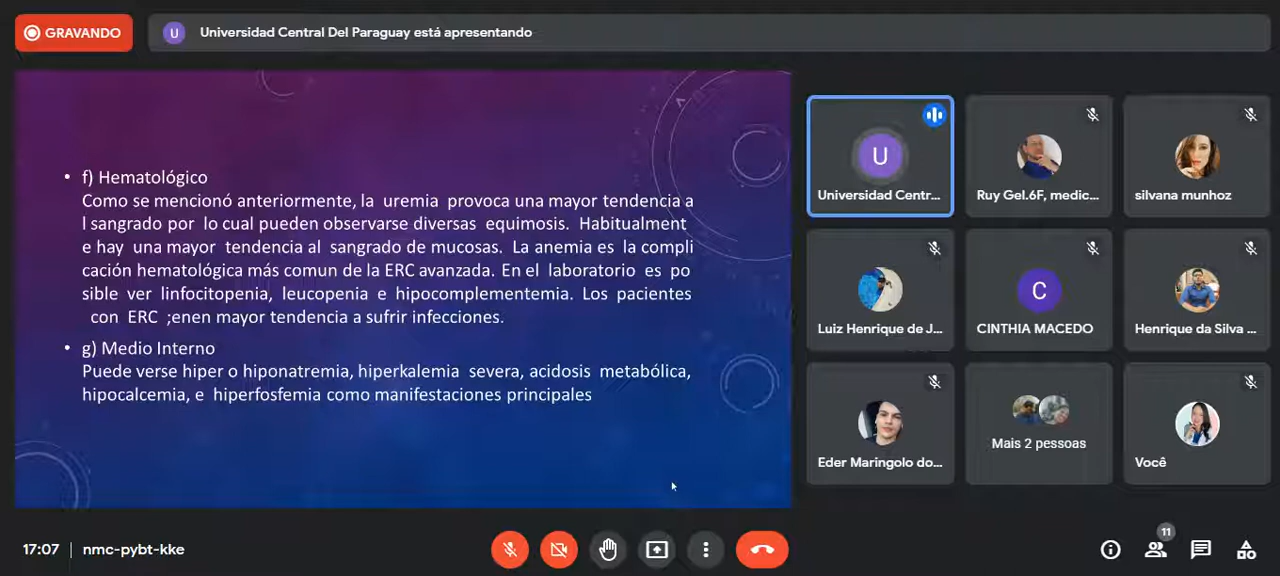 GRAVANDO
U
Universidad Central Del Paraguay está apresentando
• f) Hematológico
Como se mencionó anteriormente, la uremia provoca una mayor tendencia a
l sangrado por lo cual pueden observarse diversas equimosis. Habitualment
e hay una mayor tendencia al sangrado de mucosas. La anemia es la compli
cación hematológica más comun de la ERC avanzada. En el laboratorio es po
sible ver linfocitopenia, leucopenia e hipocomplementemia. Los pacientes
con ERC ;enen mayor tendencia a sufrir infecciones.
• g) Medio Interno
Puede verse hiper o hiponatremia, hiperkalemia severa, acidosis metabólica,
hipocalcemia, e hiperfosfemia como manifestaciones principales
U
Universidad Centr...
Ruy Gel.6F, medic...
silvana munhoz
Luiz Henrique de J...
C
CINTHIA MACEDO
Henrique da Silva ...
Eder Maringolo do...
Mais 2 pessoas
Você
17:07 | nmc-pybt-kke
11